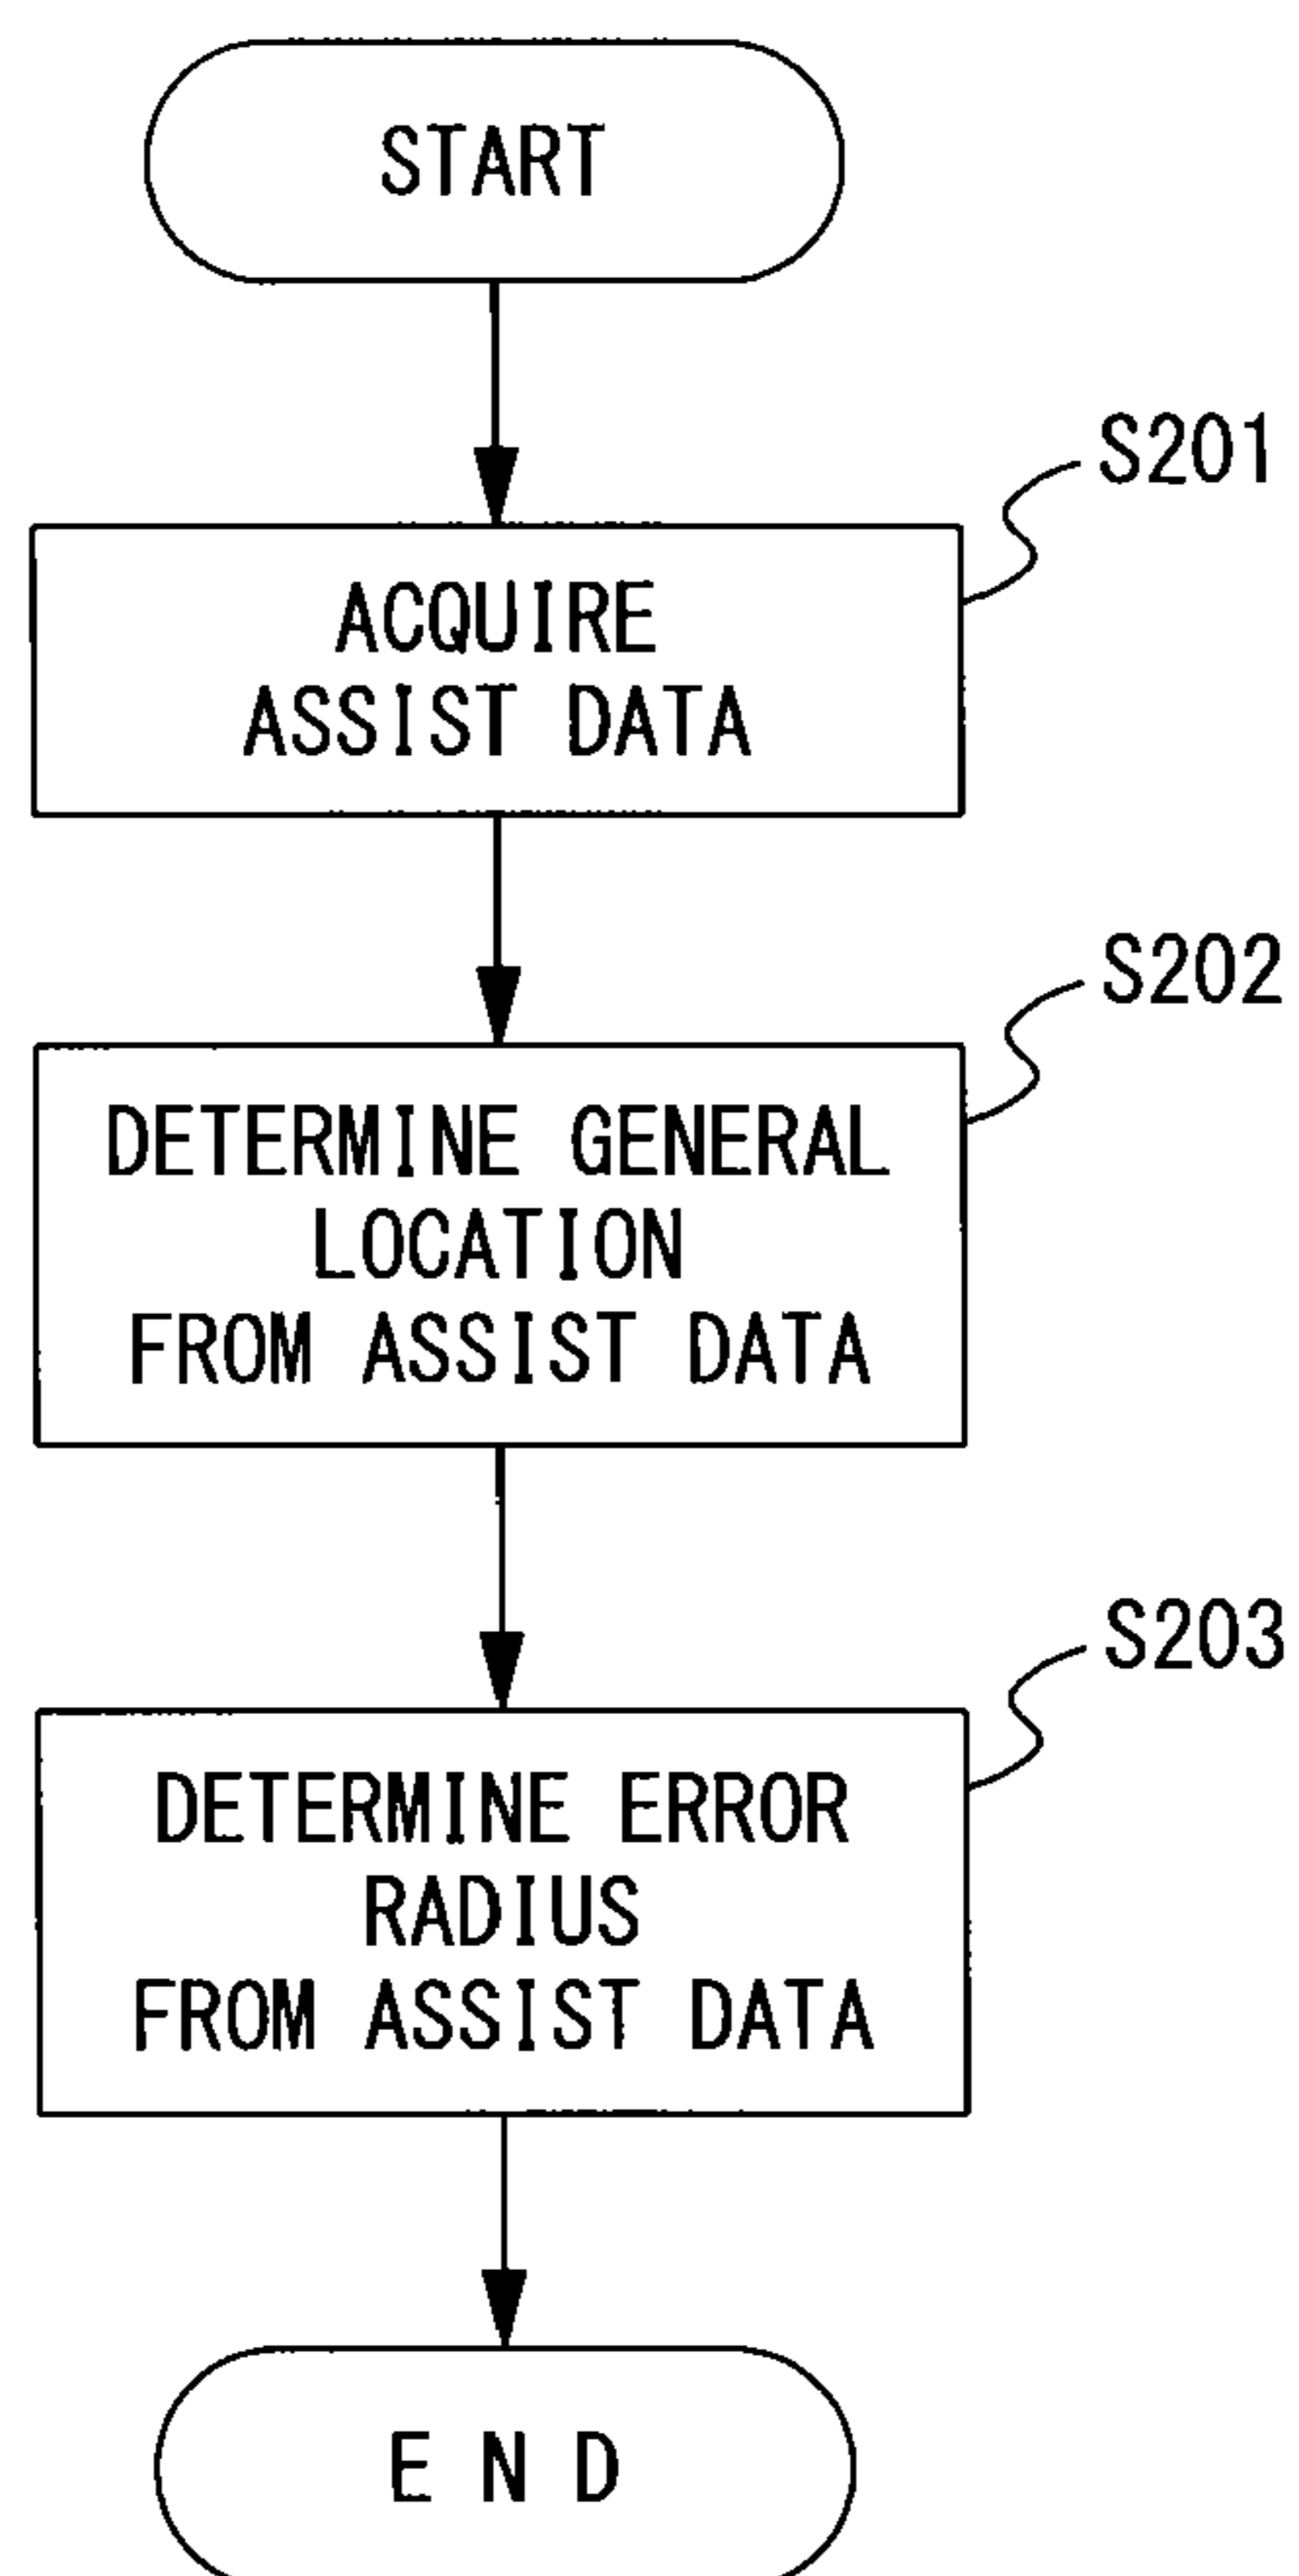 START
S201
ACQUIRE
ASSIST DATA
S202
DETERMINE GENERAL
LOCATION
FROM ASSIST DATA
S203
DETERMINE ERROR
RADIUS
FROM ASSIST DATA
END